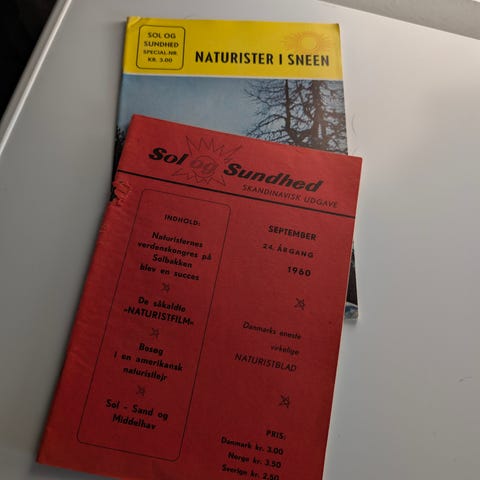 SOL OG
SUNDHED
SPECIAL NR.
KR. 5.00
NATURISTER I SNEEN
Sol og Sundhed
SKANDINAVISK UDGAVE
INDHOLD:
Naturisternes
verdenskongres på
Solbakken
blev en succes
De såkaldte
»NATURISTFILM«
Besøg
i en amerikansk
naturistlejr
Sol - Sand og
Middelhav
SEPTEMBER
24. ÅRGANG
1960
Danmarks eneste
virkelige
NATURISTBLAD
PRIS:
Danmark kr. 3.00
Norge kr. 3.50
Sverige kr. 2.50